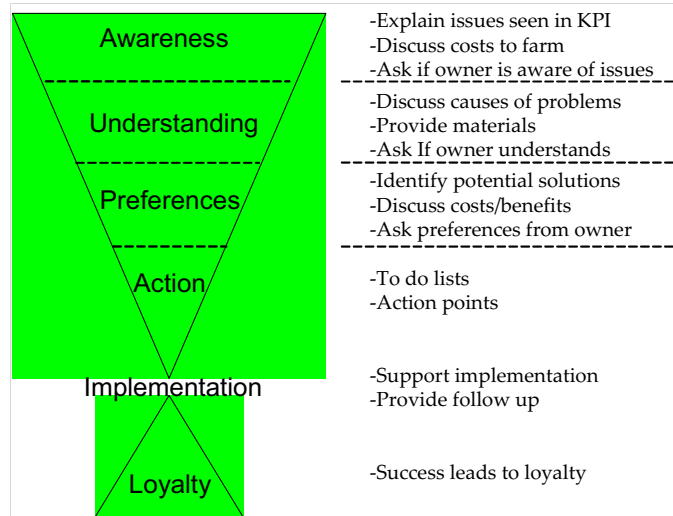 Awareness
-Explain issues seen in KPI
-Discuss costs to farm
-Ask if owner is aware of issues
Understanding
-Discuss causes of problems
-Provide materials
-Ask If owner understands
Preferences
-Identify potential solutions
-Discuss costs/benefits
-Ask preferences from owner
Action
-To do lists
-Action points
Implementation
-Support implementation
-Provide follow up
Loyalty
-Success leads to loyalty